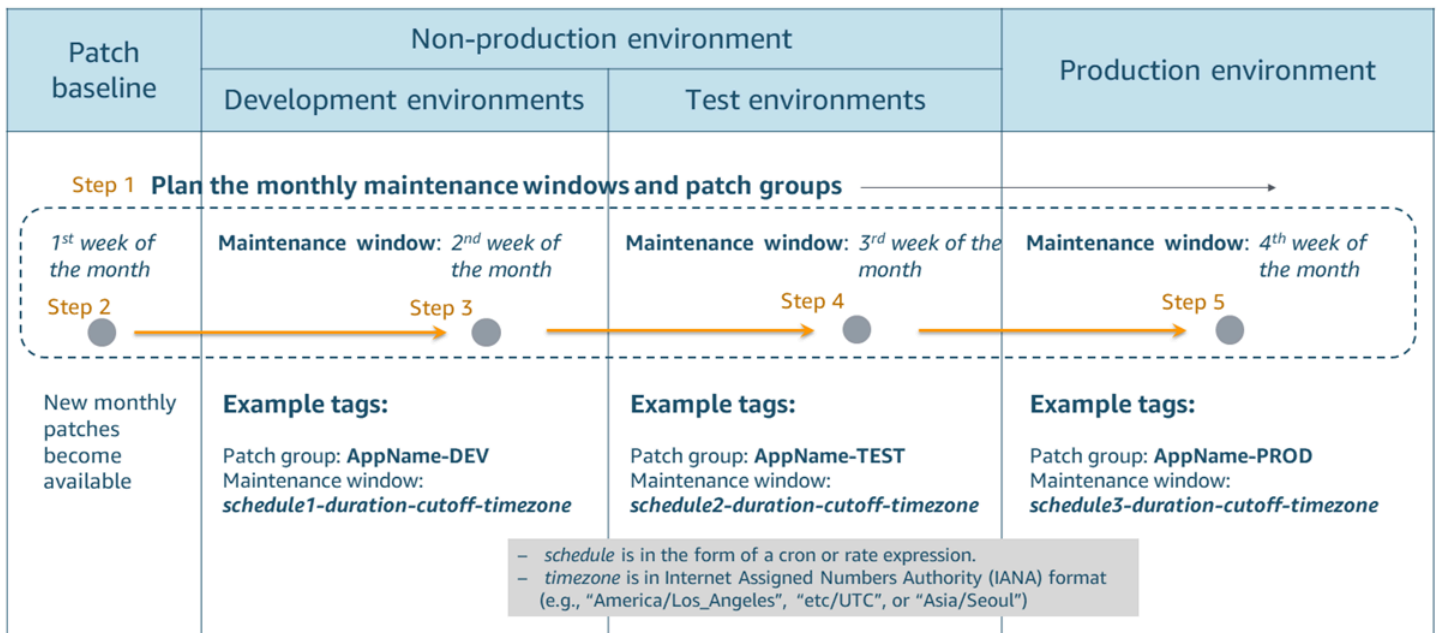 Patch
baseline
Non-production environment
Production environment
Development environments
Test environments
Step 1 Plan the monthly maintenance windows and patch groups
1st week of
the month
Step 2
Maintenance window: 2nd week of
the month
Step 3
Maintenance window: 3rd week of the
month
Step 4
Maintenance window: 4th week of
the month
Step 5
New monthly
patches
become
available
Example tags:
Patch group: AppName-DEV
Maintenance window:
schedule1-duration-cutoff-timezone
Example tags:
Patch group: AppName-TEST
Maintenance window:
schedule2-duration-cutoff-timezone
Example tags:
Patch group: AppName-PROD
Maintenance window:
schedule3-duration-cutoff-timezone
– schedule is in the form of a cron or rate expression.
– timezone is in Internet Assigned Numbers Authority (IANA) format
(e.g., “America/Los_Angeles”, “etc/UTC”, or “Asia/Seoul”)